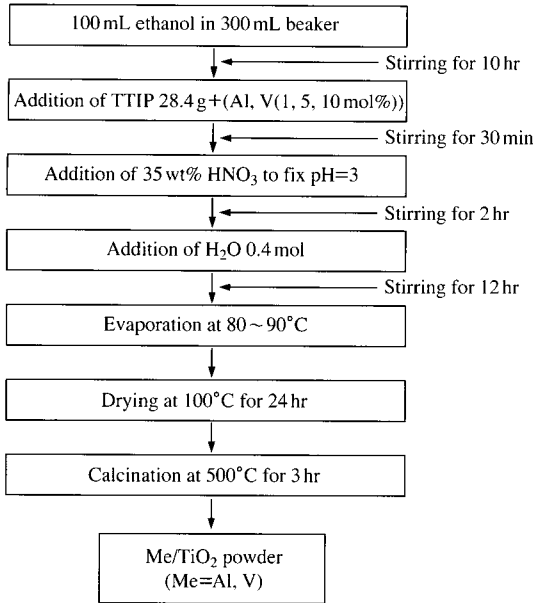 100 mL ethanol in 300 mL beaker
Stirring for 10 hr
Addition of TTIP 28.4 g+(Al, V(1, 5, 10 mol%))
Stirring for 30 min
Addition of 35 wt% HNO₃ to fix pH=3
Stirring for 2 hr
Addition of H₂O 0.4 mol
Stirring for 12 hr
Evaporation at 80 ~ 90°C
Drying at 100°C for 24 hr
Calcination at 500°C for 3 hr
Me/TiO₂ powder
(Me=Al, V)